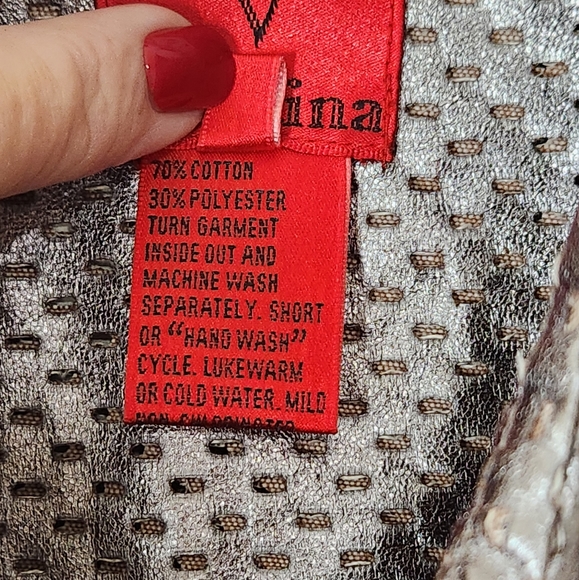 ina
70% COTTON
30% POLYESTER
TURN GARMENT
INSIDE OUT AND
MACHINE WASH
SEPARATELY. SHORT
OR “HAND WASH”
CYCLE. LUKEWARM
OR COLD WATER. MILD